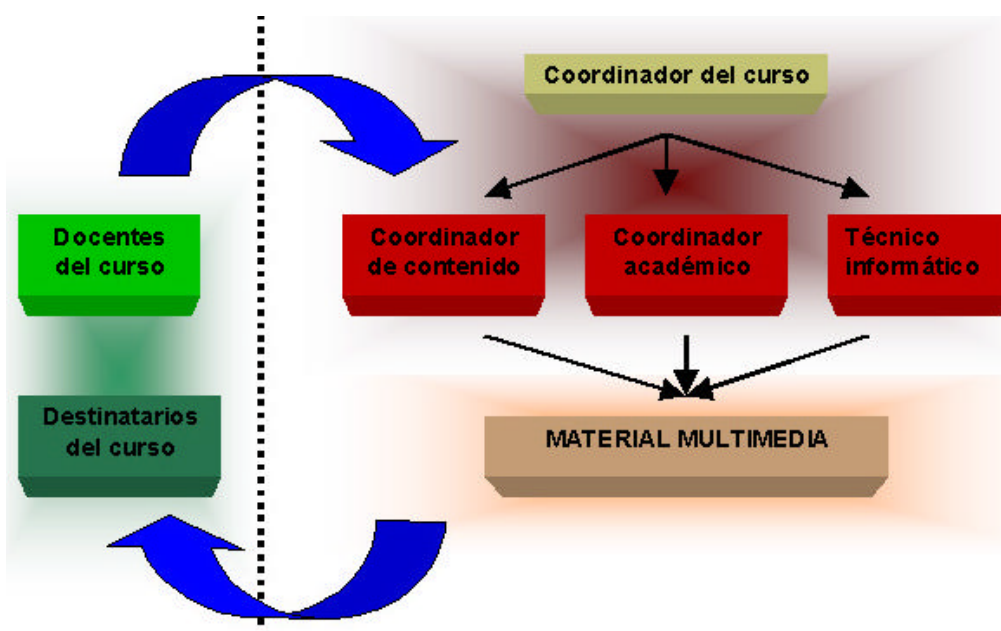 Coordinador del curso
Docentes
del curso
Coordinador
de contenido
Coordinador
académico
Técnico
informático
Destinatarios
del curso
MATERIAL MULTIMEDIA